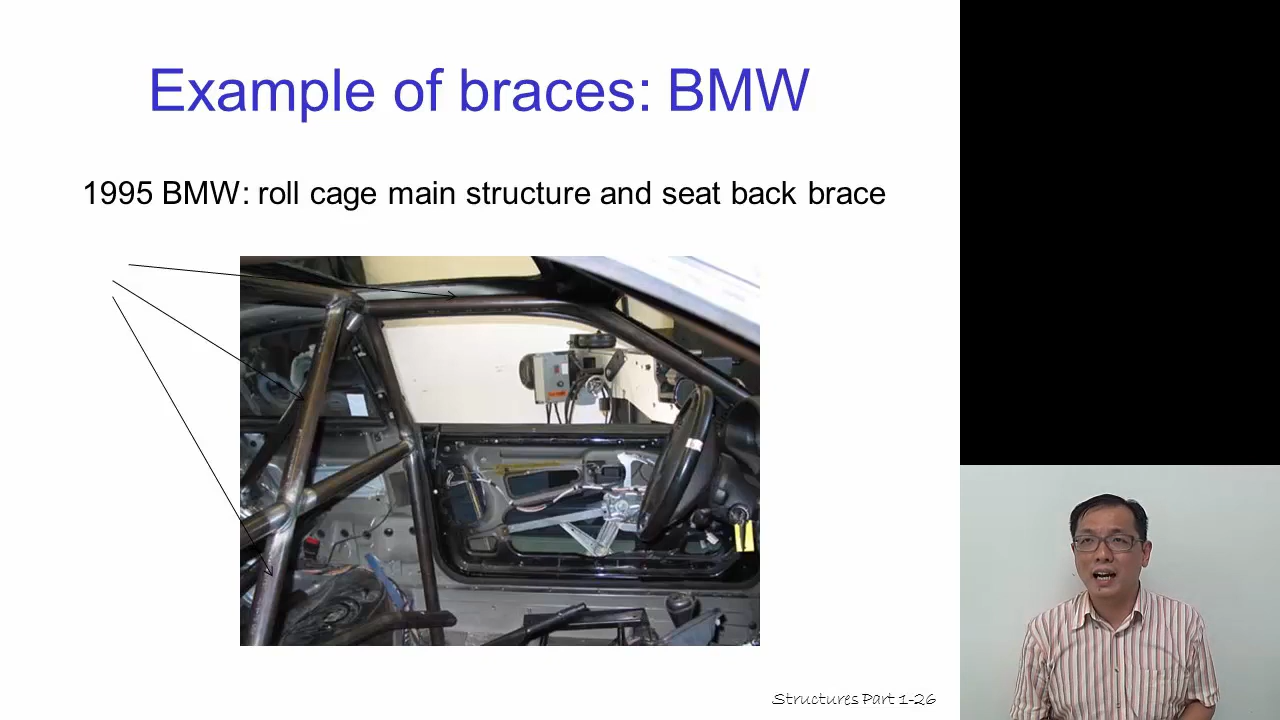 Example of braces: BMW
1995 BMW: roll cage main structure and seat back brace
Structures Part 1-26